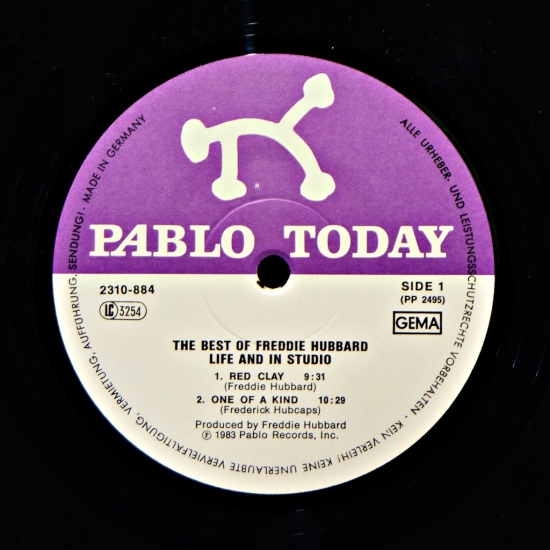 PABLO TODAY
2310-884
SIDE 1
(PP 2495)
LC 3254
GEMA
THE BEST OF FREDDIE HUBBARD
LIFE AND IN STUDIO
1. RED CLAY 9:31
(Freddie Hubbard)
2. ONE OF A KIND 10:29
(Frederick Hubcaps)
Produced by Freddie Hubbard
℗ 1983 Pablo Records, Inc.
ALLE URHEBER- UND LEISTUNGSSCHUTZRECHTE VORBEHALTEN - KEIN VERLEIH! KEINE UNERLAUBTE VERVIELFÄLTIGUNG, VERMIETUNG, AUFFÜHRUNG, SENDUNG! · MADE IN GERMANY